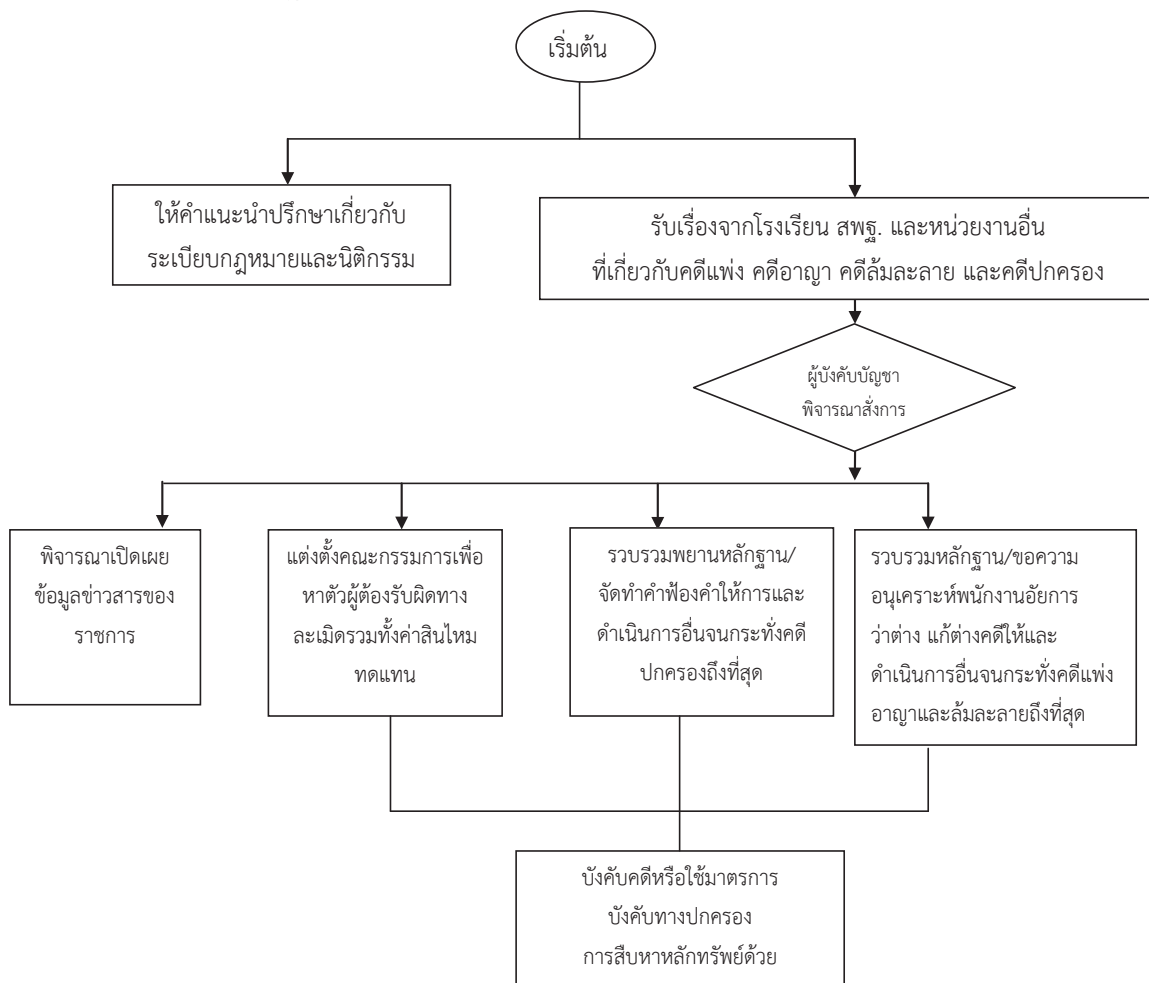 เริ่มต้น
ให้คำแนะนำปรึกษาเกี่ยวกับ
ระเบียบกฎหมายและนิติกรรม
รับเรื่องจากโรงเรียน สพฐ. และหน่วยงานอื่น
ที่เกี่ยวกับคดีแพ่ง คดีอาญา คดีล้มละลาย และคดีปกครอง
ผู้บังคับบัญชา
พิจารณาสั่งการ
พิจารณาเปิดเผย
ข้อมูลข่าวสารของ
ราชการ
แต่งตั้งคณะกรรมการเพื่อ
หาตัวผู้ต้องรับผิดทาง
ละเมิดรวมทั้งค่าสินไหม
ทดแทน
รวบรวมพยานหลักฐาน/
จัดทำคำฟ้องคำให้การและ
ดำเนินการอื่นจนกระทั่งคดี
ปกครองถึงที่สุด
รวบรวมหลักฐาน/ขอความ
อนุเคราะห์พนักงานอัยการ
ว่าต่าง แก้ต่างคดีให้และ
ดำเนินการอื่นจนกระทั่งคดีแพ่ง
อาญาและล้มละลายถึงที่สุด
บังคับคดีหรือใช้มาตรการ
บังคับทางปกครอง
การสืบหาหลักทรัพย์ด้วย